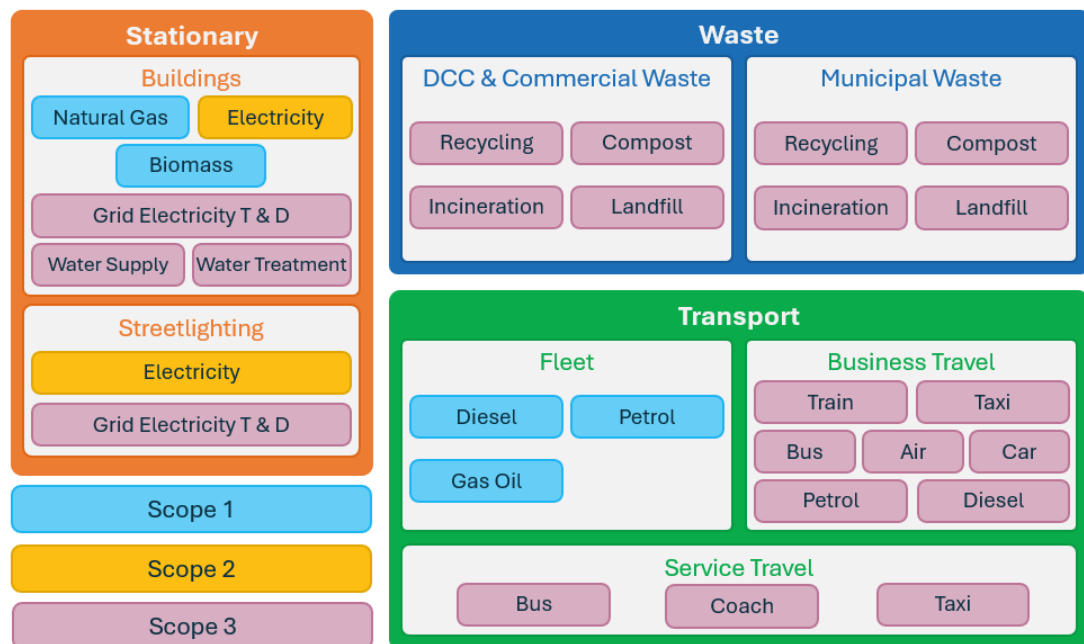 Stationary
Buildings
Natural Gas
Electricity
Biomass
Grid Electricity T & D
Water Supply
Water Treatment
Streetlighting
Electricity
Grid Electricity T & D
Scope 1
Scope 2
Scope 3
Waste
DCC & Commercial Waste
Recycling
Compost
Incineration
Landfill
Municipal Waste
Recycling
Compost
Incineration
Landfill
Transport
Fleet
Diesel
Petrol
Gas Oil
Business Travel
Train
Taxi
Bus
Air
Car
Petrol
Diesel
Service Travel
Bus
Coach
Taxi